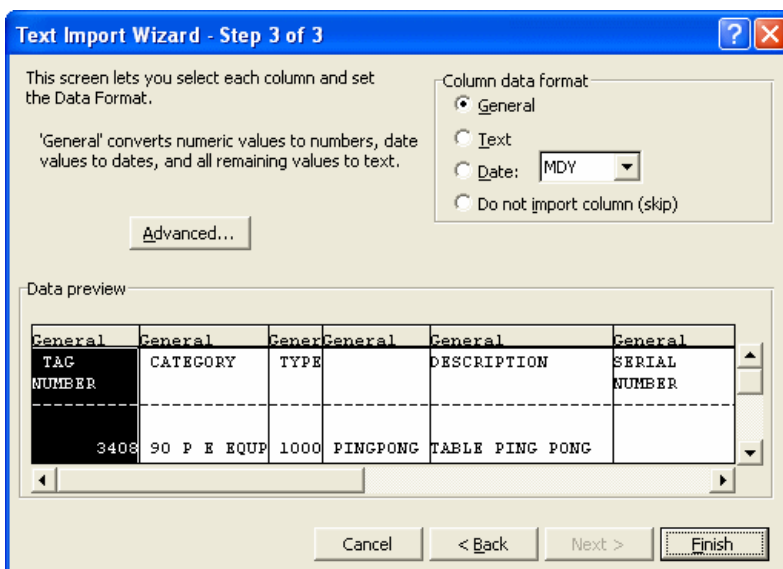 Text Import Wizard - Step 3 of 3
This screen lets you select each column and set
the Data Format.
'General' converts numeric values to numbers, date
values to dates, and all remaining values to text.
Advanced...
Column data format
General
Text
Date: MDY
Do not import column (skip)
Data preview
General General Gener General General General
TAG CATEGORY TYPE DESCRIPTION SERIAL
NUMBER NUMBER
3408 90 P E EQUP 1000 PINGPONG TABLE PING PONG
Cancel < Back Next > Finish